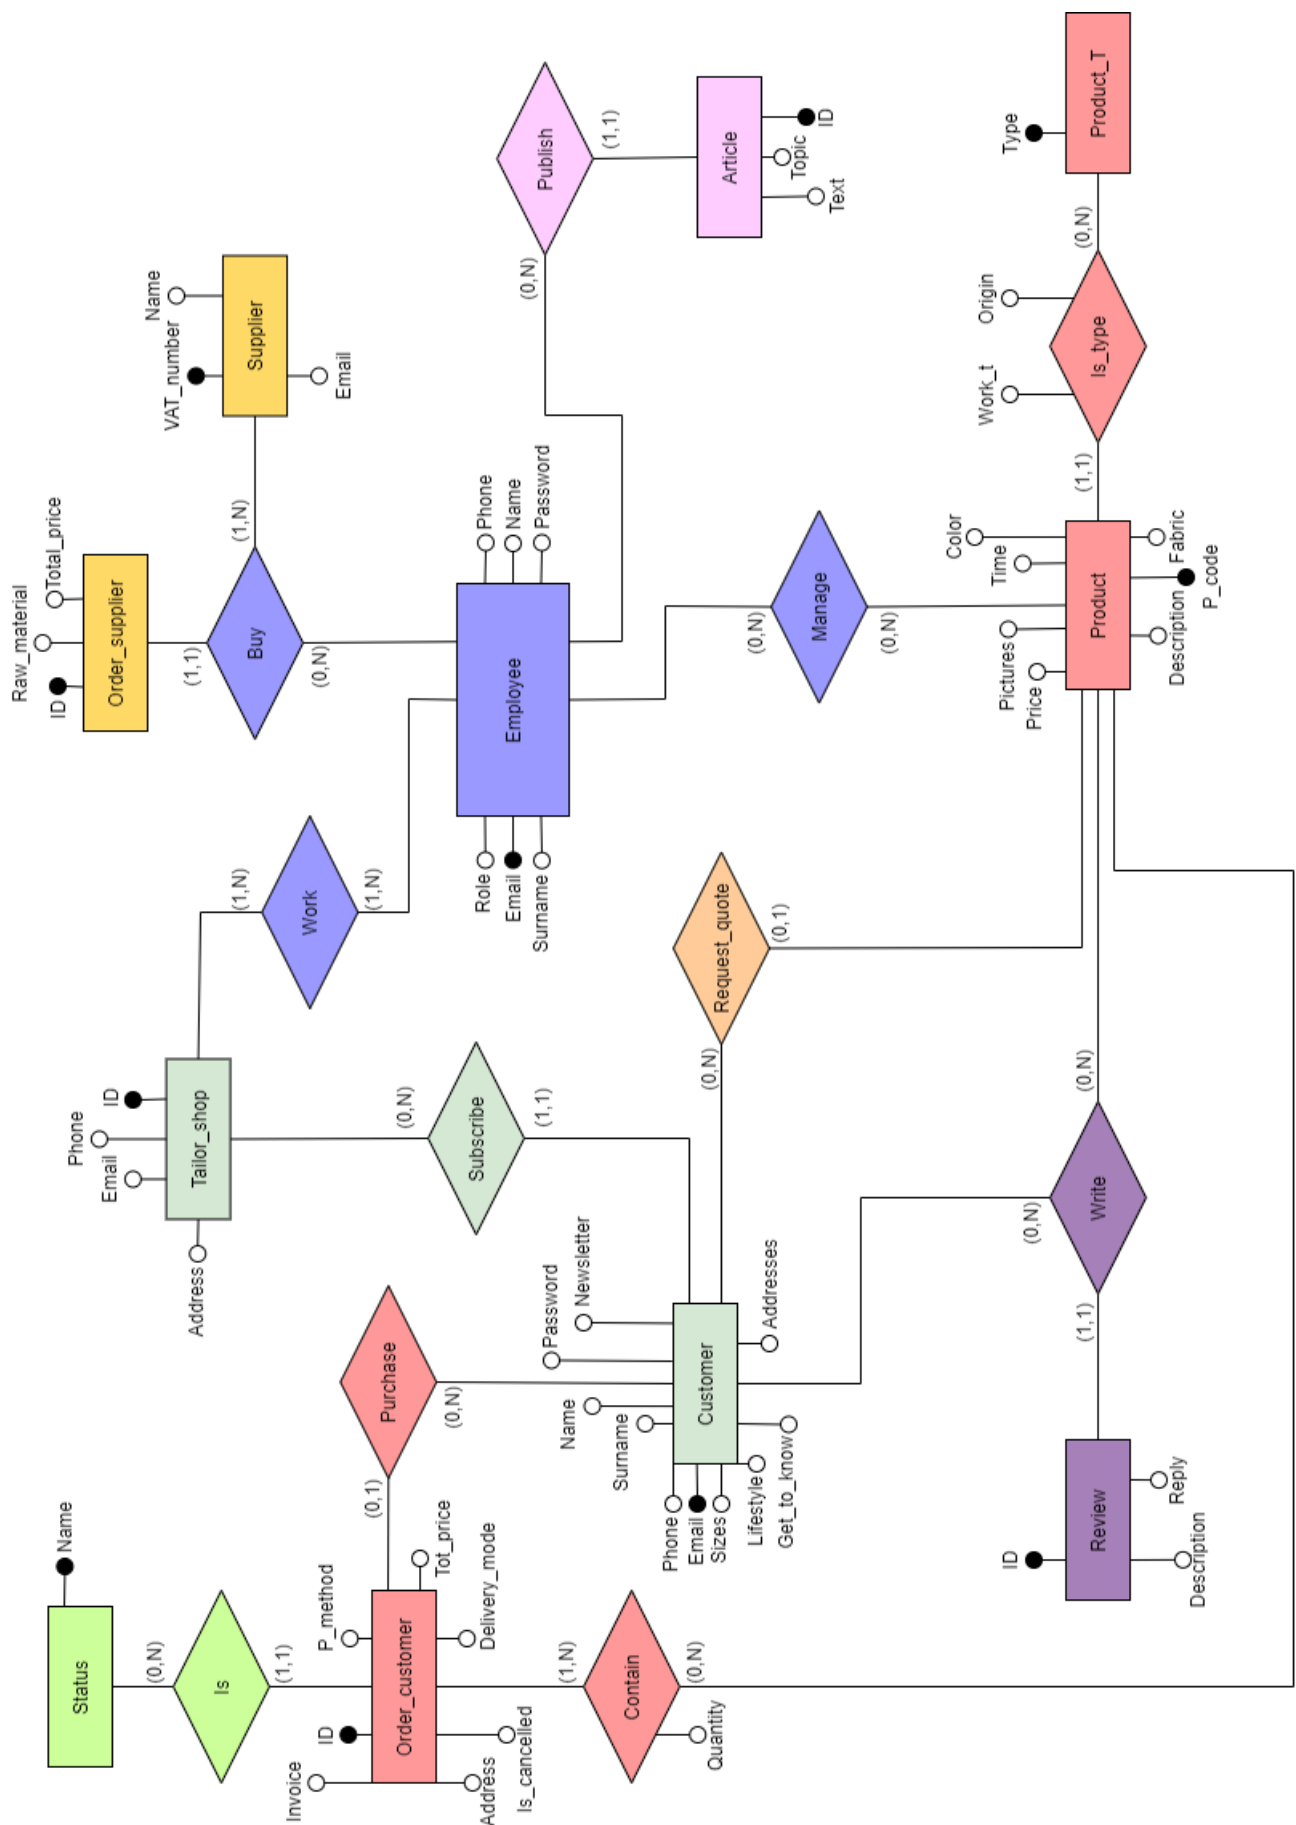 Status
Name
(0,N)
Is
(1,1)
Invoice
ID
P_method
Order_customer
Tot_price
Address
Is_cancelled
Delivery_mode
(0,1)
Purchase
(0,N)
(1,N)
Contain
(0,N)
Quantity
Address
Email
Phone
ID
Tailor_shop
(0,N)
Subscribe
(1,1)
(1,N)
Work
(1,N)
Name
Surname
Password
Newsletter
Phone
Email
Sizes
Lifestyle
Get_to_know
Addresses
Customer
ID
Raw_material
Total_price
Order_supplier
(1,1)
Buy
(1,N)
(0,N)
VAT_number
Name
Supplier
Email
Role
Email
Surname
Employee
Phone
Name
Password
(0,N)
Publish
(1,1)
Article
Text
Topic
ID
(0,N)
Manage
(0,N)
(0,N)
Request_quote
(0,1)
(0,N)
Write
(0,N)
(1,1)
ID
Review
Description
Reply
Price
Pictures
Time
Color
Product
Description
P_code
Fabric
(1,1)
Work_t
Origin
Is_type
(0,N)
Type
Product_T